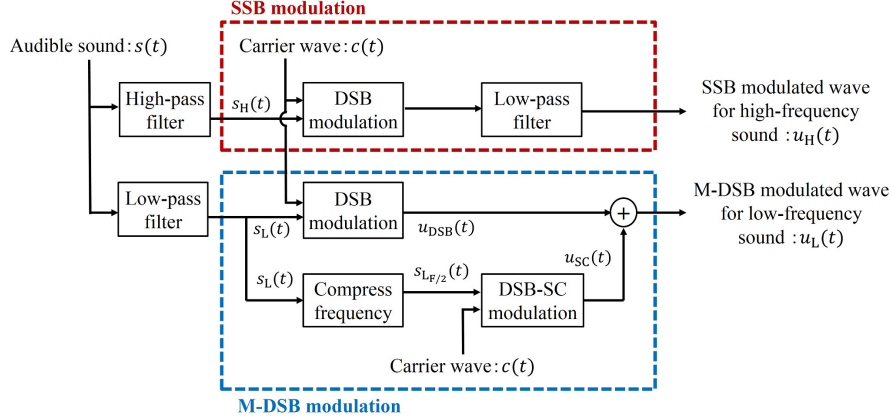 SSB modulation
Audible sound : s(t)
Carrier wave : c(t)
High-pass
filter
s_H(t)
DSB
modulation
Low-pass
filter
SSB modulated wave
for high-frequency
sound : u_H(t)
Low-pass
filter
s_L(t)
DSB
modulation
u_DSB(t)
+
M-DSB modulated wave
for low-frequency
sound : u_L(t)
s_L(t)
Compress
frequency
s_{L_{F/2}}(t)
DSB-SC
modulation
u_SC(t)
Carrier wave : c(t)
M-DSB modulation